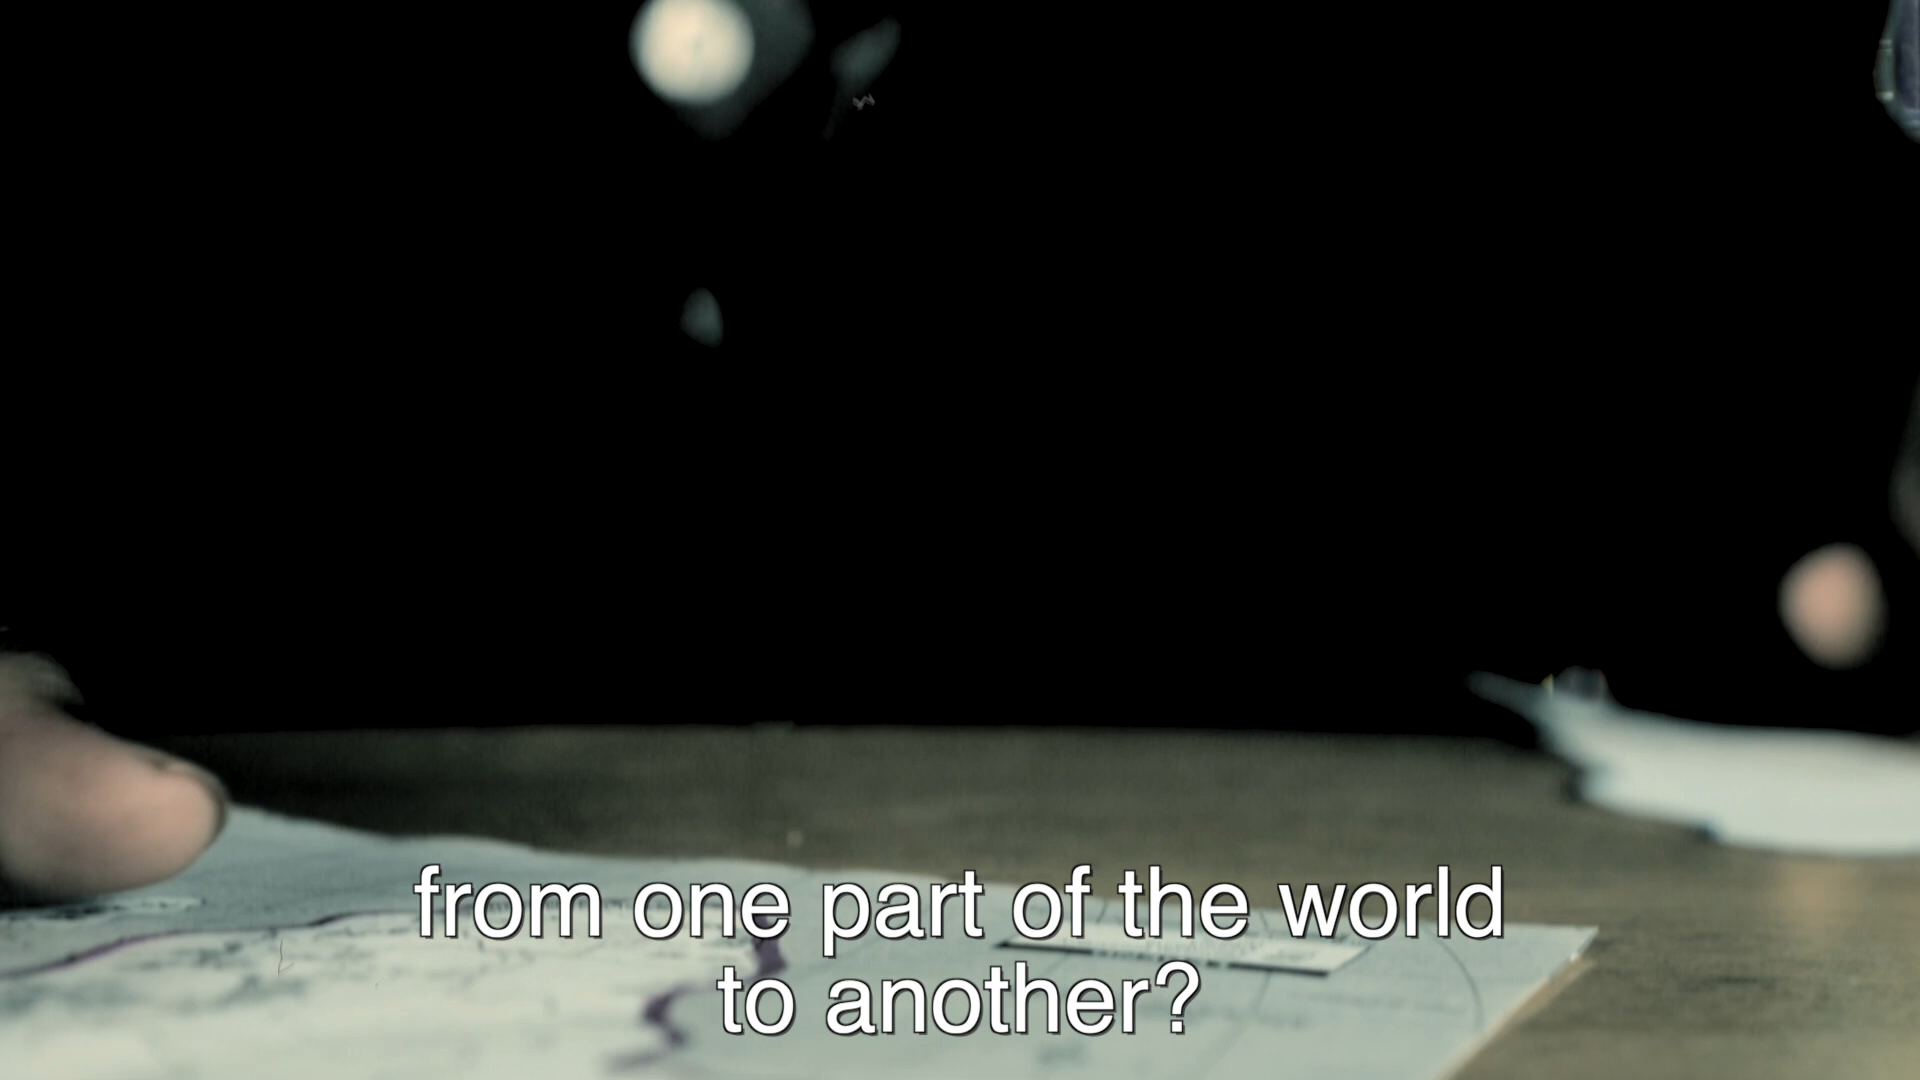 from one part of the world
to another?